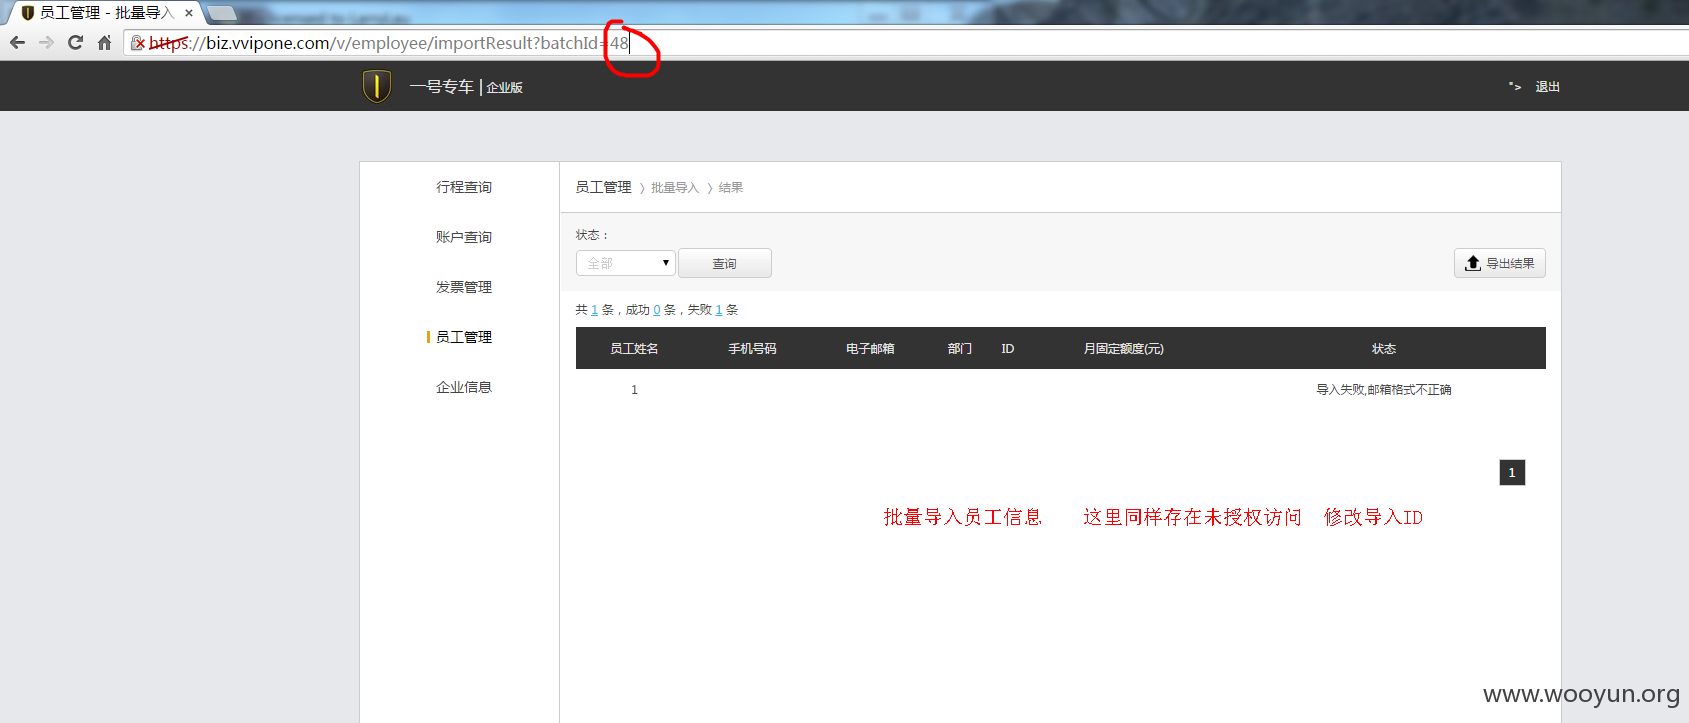 员工管理 - 批量导入
https://biz.vvipone.com/v/employee/importResult?batchId=48
一号专车 | 企业版
"> 退出
行程查询
账户查询
发票管理
员工管理
企业信息
员工管理 〉 批量导入 〉 结果
状态：
全部
查询
导出结果
共 1 条，成功 0 条，失败 1 条
员工姓名 手机号码 电子邮箱 部门 ID 月固定额度(元) 状态
1 导入失败,邮箱格式不正确
1
批量导入员工信息 这里同样存在未授权访问 修改导入ID
www.wooyun.org